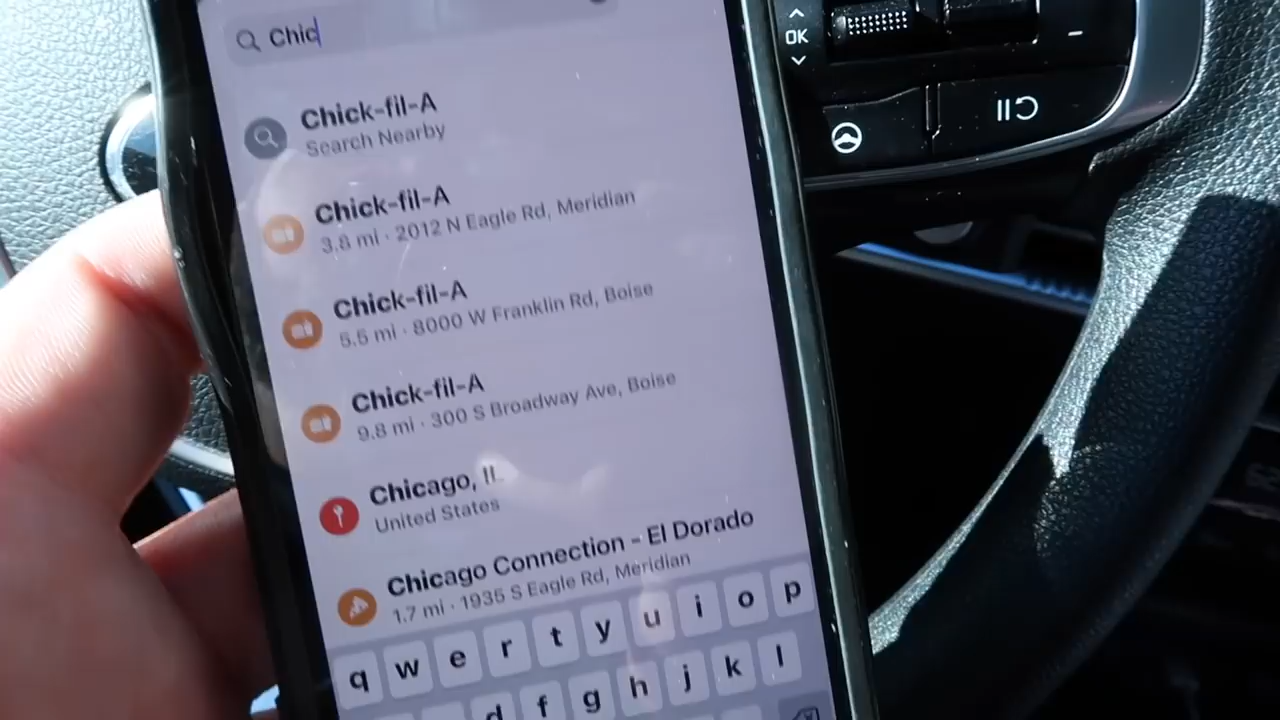 Chic
Chick-fil-A
Search Nearby
Chick-fil-A
3.8 mi · 2012 N Eagle Rd, Meridian
Chick-fil-A
5.5 mi · 8000 W Franklin Rd, Boise
Chick-fil-A
9.8 mi · 300 S Broadway Ave, Boise
Chicago, IL
United States
Chicago Connection - El Dorado
1.7 mi · 1935 S Eagle Rd, Meridian
q w e r t y u i o p
d f g h j k l
OK